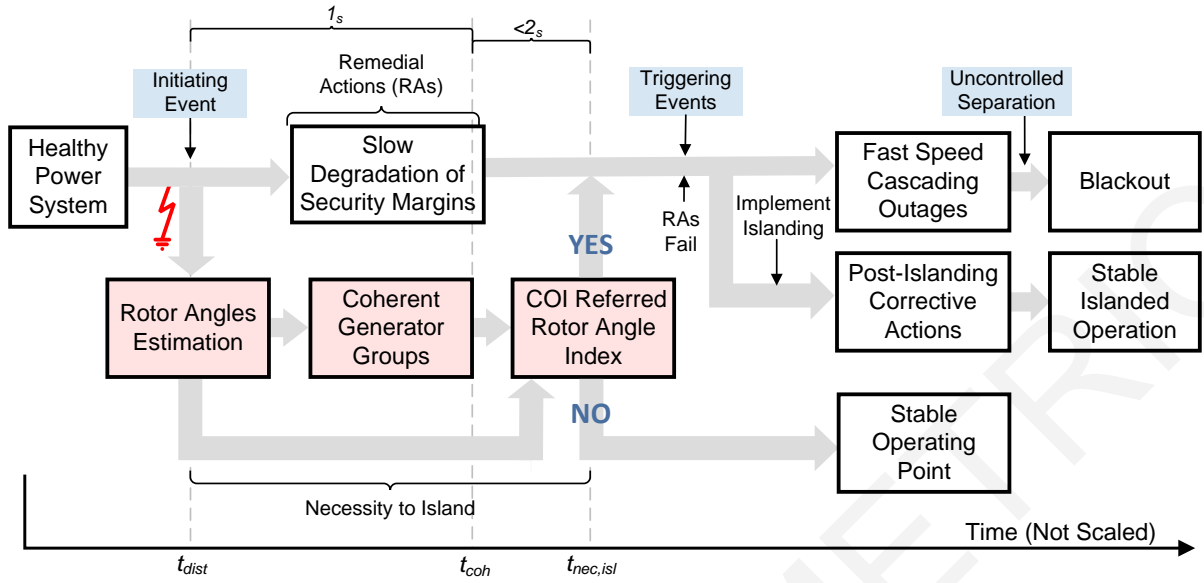 1s
<2s
Remedial
Actions (RAs)
Initiating
Event
Triggering
Events
Uncontrolled
Separation
Healthy
Power
System
Slow
Degradation of
Security Margins
Fast Speed
Cascading
Outages
Blackout
RAs
Fail
Implement
Islanding
YES
Rotor Angles
Estimation
Coherent
Generator
Groups
COI Referred
Rotor Angle
Index
Post-Islanding
Corrective
Actions
Stable
Islanded
Operation
NO
Stable
Operating
Point
Necessity to Island
Time (Not Scaled)
tdist
tcoh
tnec,isl